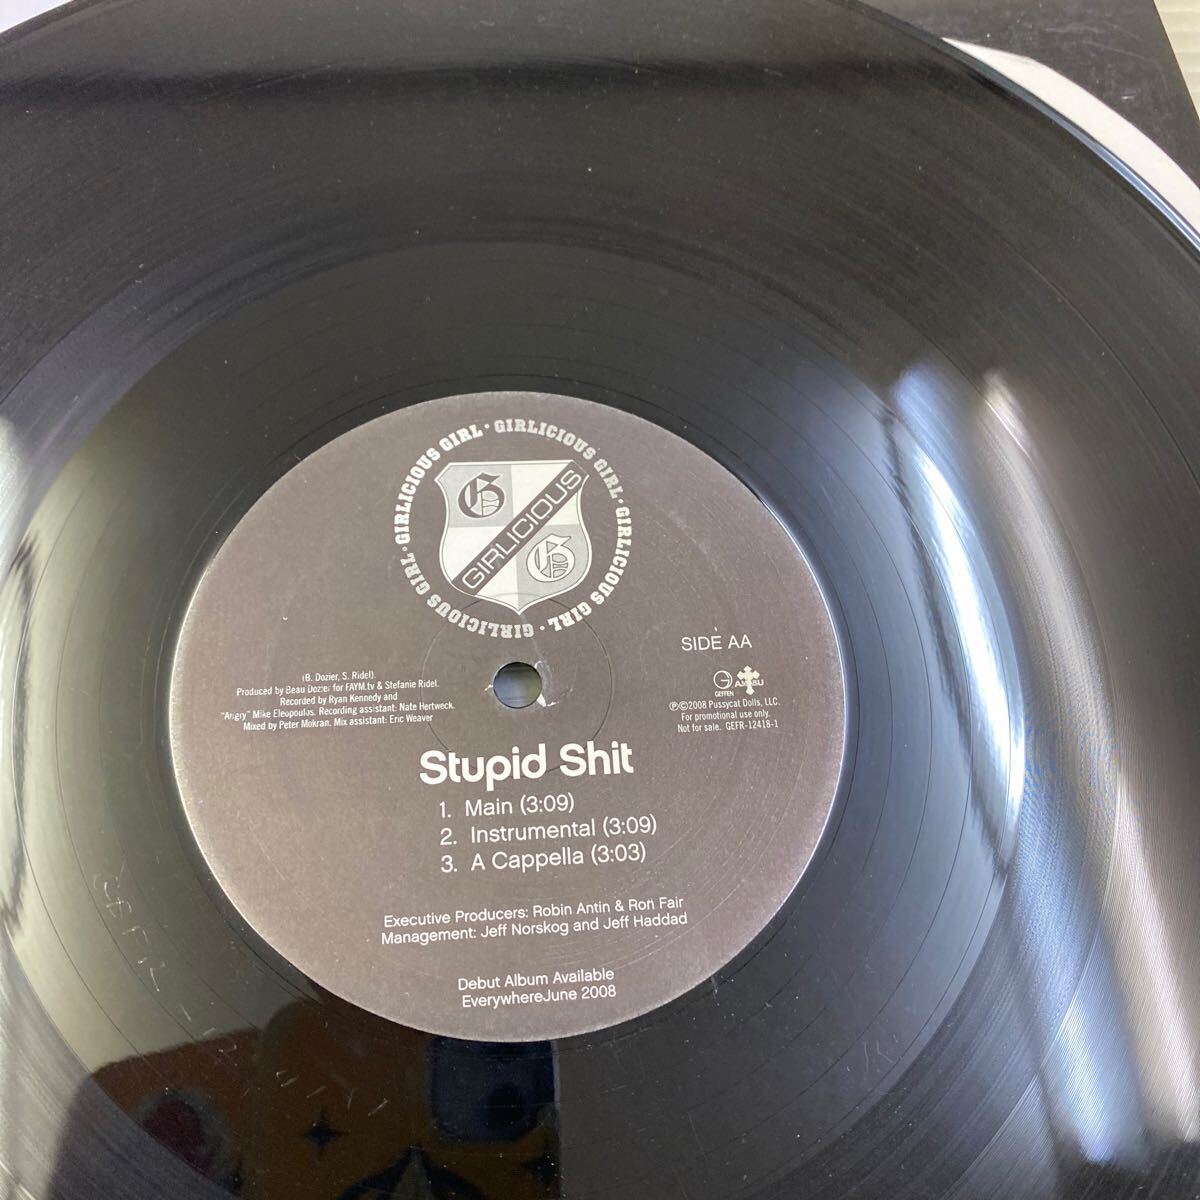 GIRLICIOUS GIRL · GIRLICIOUS GIRL · GIRLICIOUS GIRL · GIRLICIOUS GIRL ·
G
GIRLICIOUS
G
SIDE AA
(B. Dozier, S. Ridel).
Produced by Beau Dozier for FAYM.tv & Stefanie Ridel.
Recorded by Ryan Kennedy and
"Angry" Mike Eleopoulos. Recording assistant: Nate Hertweck.
Mixed by Peter Mokran. Mix assistant: Eric Weaver
GEFFEN
℗©2008 Pussycat Dolls, LLC.
For promotional use only.
Not for sale. GEFR-12418-1
Stupid Shit
1. Main (3:09)
2. Instrumental (3:09)
3. A Cappella (3:03)
Executive Producers: Robin Antin & Ron Fair
Management: Jeff Norskog and Jeff Haddad
Debut Album Available
EverywhereJune 2008